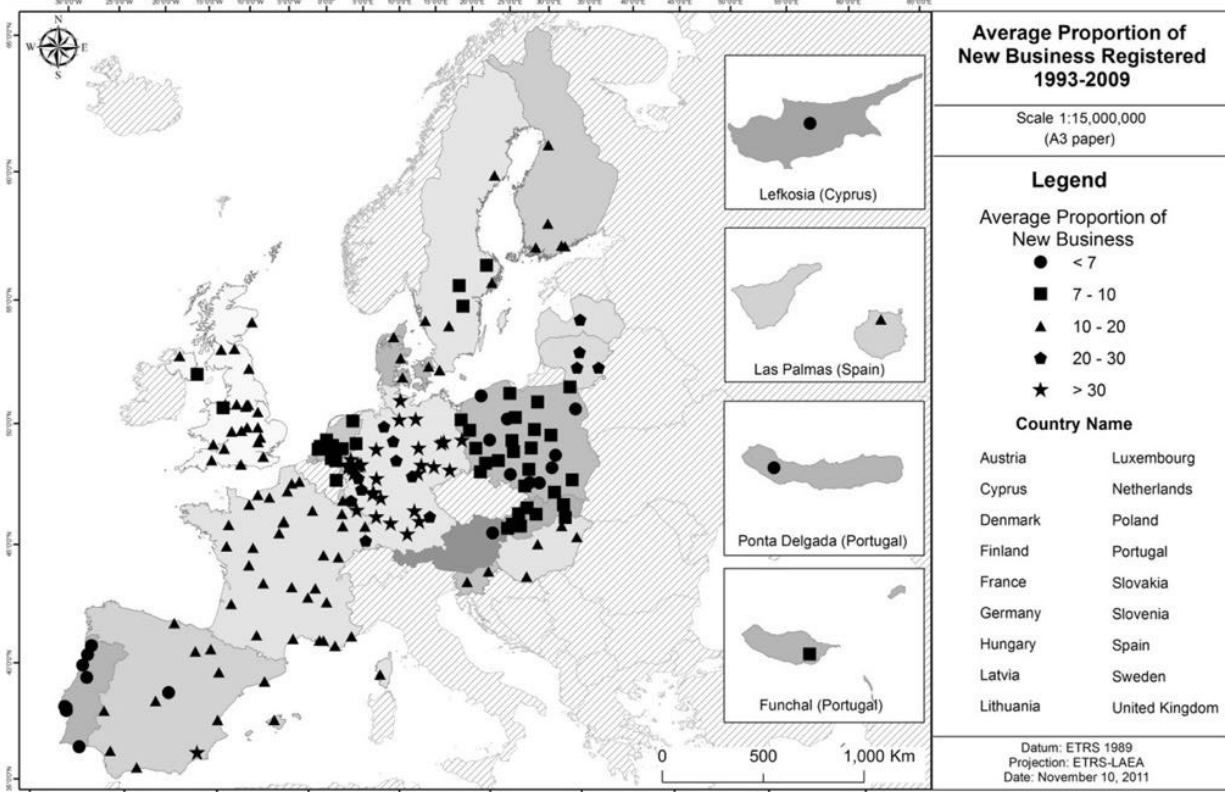 N
W E
S
Lefkosia (Cyprus)
Las Palmas (Spain)
Ponta Delgada (Portugal)
Funchal (Portugal)
0 500 1,000 Km
Average Proportion of
New Business Registered
1993-2009
Scale 1:15,000,000
(A3 paper)
Legend
Average Proportion of
New Business
< 7
7 - 10
10 - 20
20 - 30
> 30
Country Name
Austria Luxembourg
Cyprus Netherlands
Denmark Poland
Finland Portugal
France Slovakia
Germany Slovenia
Hungary Spain
Latvia Sweden
Lithuania United Kingdom
Datum: ETRS 1989
Projection: ETRS-LAEA
Date: November 10, 2011